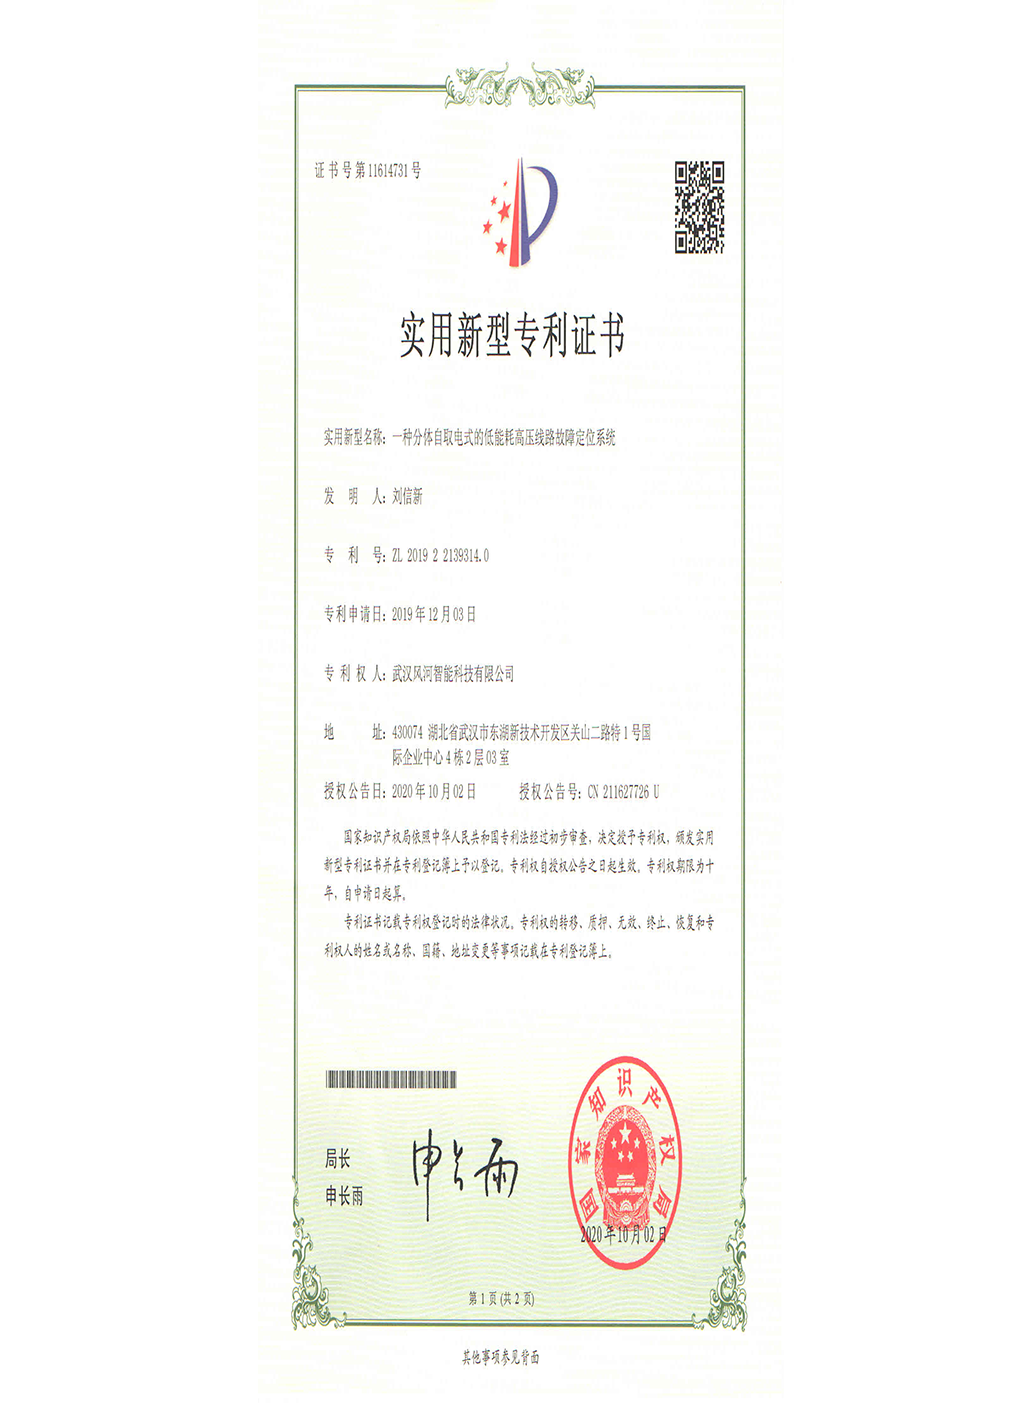 证书号第11614731号
实用新型专利证书
实用新型名称：一种分体自取电式的低能耗高压线路故障定位系统
发 明 人：刘信新
专 利 号：ZL 2019 2 2139314.0
专利申请日：2019年12月03日
专 利 权 人：武汉风河智能科技有限公司
地 址：430074 湖北省武汉市东湖新技术开发区关山二路特1号国
际企业中心4栋2层03室
授权公告日：2020年10月02日 授权公告号：CN 211627726 U
国家知识产权局依照中华人民共和国专利法经过初步审查，决定授予专利权，颁发实用
新型专利证书并在专利登记簿上予以登记。专利权自授权公告之日起生效。专利权期限为十
年，自申请日起算。
专利证书记载专利权登记时的法律状况。专利权的转移、质押、无效、终止、恢复和专
利权人的姓名或名称、国籍、地址变更等事项记载在专利登记簿上。
局长
申长雨
申长雨
国家知识产权局
2020年10月02日
第 1 页 (共 2 页)
其他事项参见背面